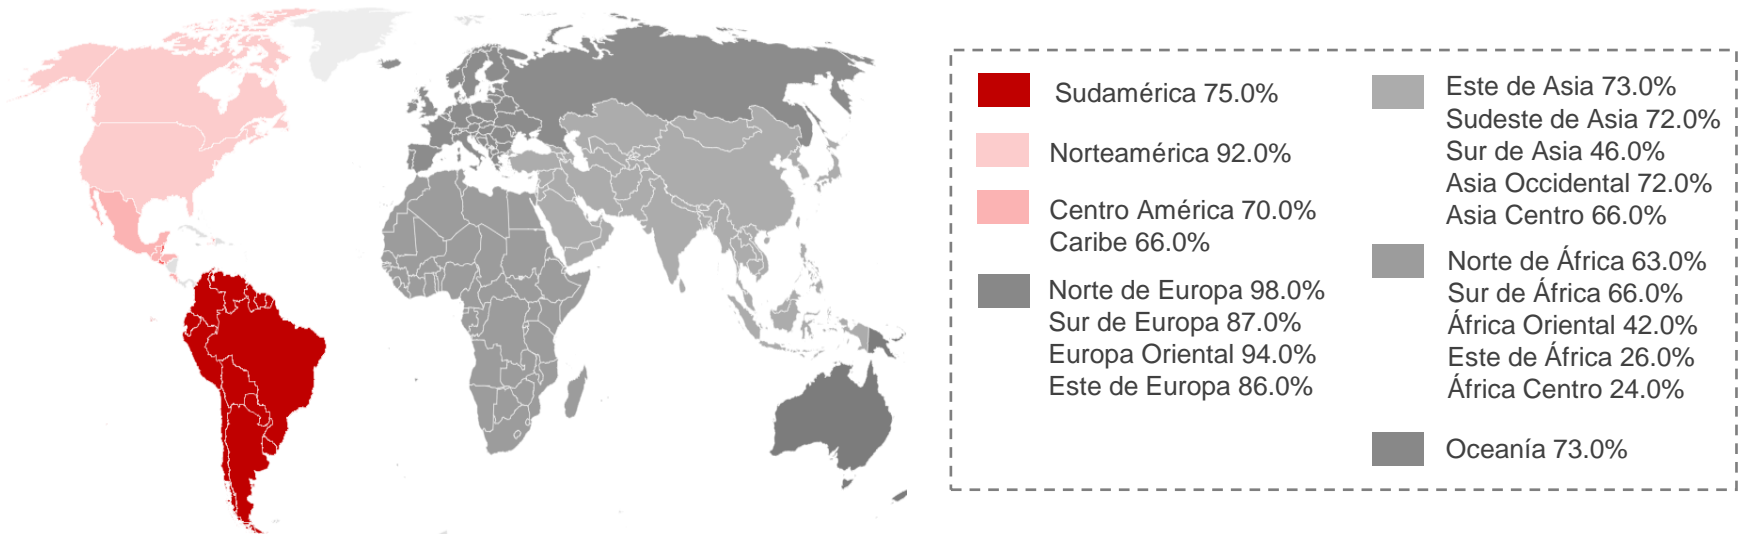 Sudamérica 75.0%
Norteamérica 92.0%
Centro América 70.0%
Caribe 66.0%
Norte de Europa 98.0%
Sur de Europa 87.0%
Europa Oriental 94.0%
Este de Europa 86.0%
Este de Asia 73.0%
Sudeste de Asia 72.0%
Sur de Asia 46.0%
Asia Occidental 72.0%
Asia Centro 66.0%
Norte de África 63.0%
Sur de África 66.0%
África Oriental 42.0%
Este de África 26.0%
África Centro 24.0%
Oceanía 73.0%